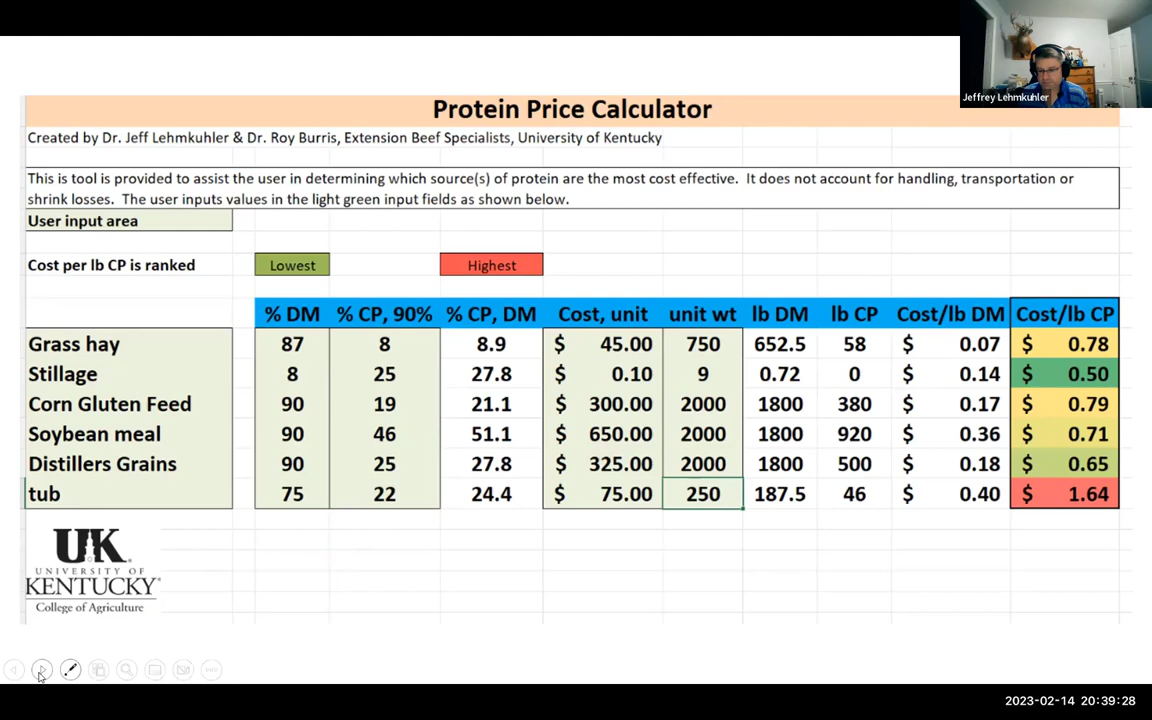 Jeffrey Lehmkuhler
Protein Price Calculator
Created by Dr. Jeff Lehmkuhler & Dr. Roy Burris, Extension Beef Specialists, University of Kentucky
This is tool is provided to assist the user in determining which source(s) of protein are the most cost effective. It does not account for handling, transportation or
shrink losses. The user inputs values in the light green input fields as shown below.
User input area
Cost per lb CP is ranked Lowest Highest
% DM % CP, 90% % CP, DM Cost, unit unit wt lb DM lb CP Cost/lb DM Cost/lb CP
Grass hay 87 8 8.9 $ 45.00 750 652.5 58 $ 0.07 $ 0.78
Stillage 8 25 27.8 $ 0.10 9 0.72 0 $ 0.14 $ 0.50
Corn Gluten Feed 90 19 21.1 $ 300.00 2000 1800 380 $ 0.17 $ 0.79
Soybean meal 90 46 51.1 $ 650.00 2000 1800 920 $ 0.36 $ 0.71
Distillers Grains 90 25 27.8 $ 325.00 2000 1800 500 $ 0.18 $ 0.65
tub 75 22 24.4 $ 75.00 250 187.5 46 $ 0.40 $ 1.64
UK
UNIVERSITY OF
KENTUCKY®
College of Agriculture
2023-02-14 20:39:28